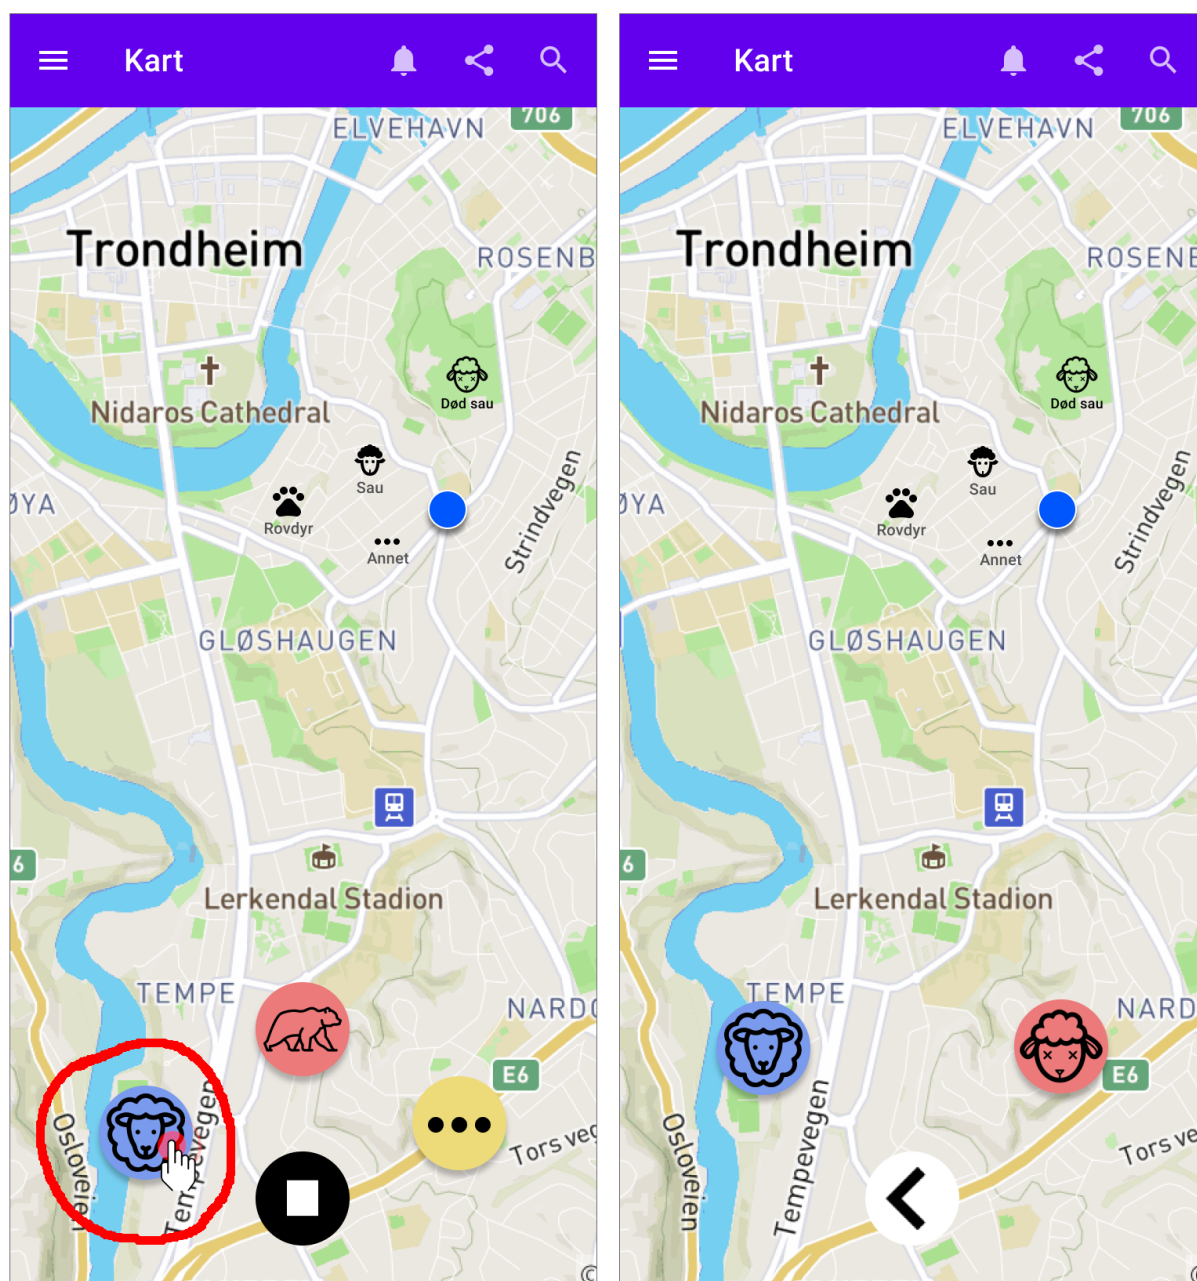 Kart
706
ELVEHAVN
Trondheim
ROSENB
Nidaros Cathedral
Død sau
Sau
Rovdyr
Annet
Strindvegen
ØYA
GLØSHAUGEN
6
Lerkendal Stadion
TEMPE
NARDO
E6
Osloveien
Tempevegen
Tors veg
©
Kart
706
ELVEHAVN
Trondheim
ROSENB
Nidaros Cathedral
Død sau
Sau
Rovdyr
Annet
Strindvegen
ØYA
GLØSHAUGEN
6
Lerkendal Stadion
TEMPE
NARD
E6
Osloveien
Tempevegen
Tors ve
©